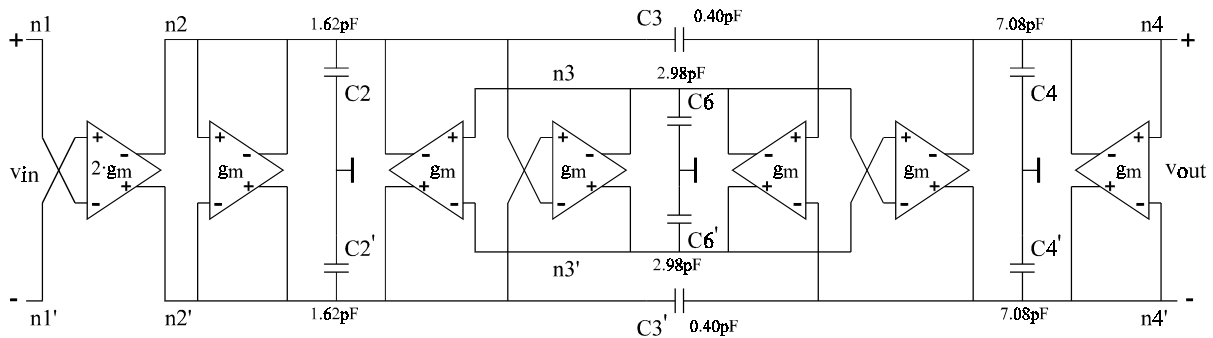 n1 n2 1.62pF C3 0.40pF 7.08pF n4
+ +
n3 2.98pF
C2 C6 C4
+ - + - - + + - - + + - - +
vin 2·gm gm gm gm gm gm gm vout
- + - + + - - + + - - + + -
C2' C6' C4'
n3' 2.98pF
- -
n1' n2' 1.62pF C3' 0.40pF 7.08pF n4'